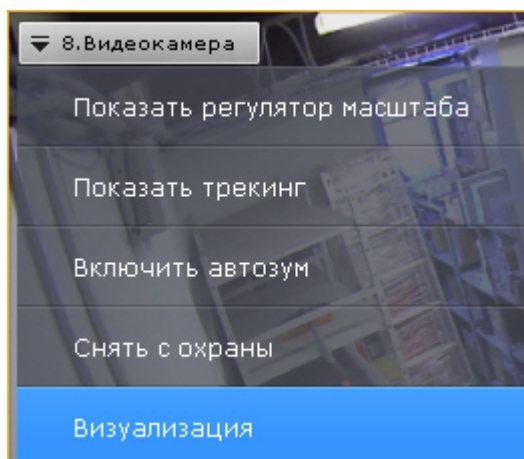 8.Видеокамера
Показать регулятор масштаба
Показать трекинг
Включить автозум
Снять с охраны
Визуализация